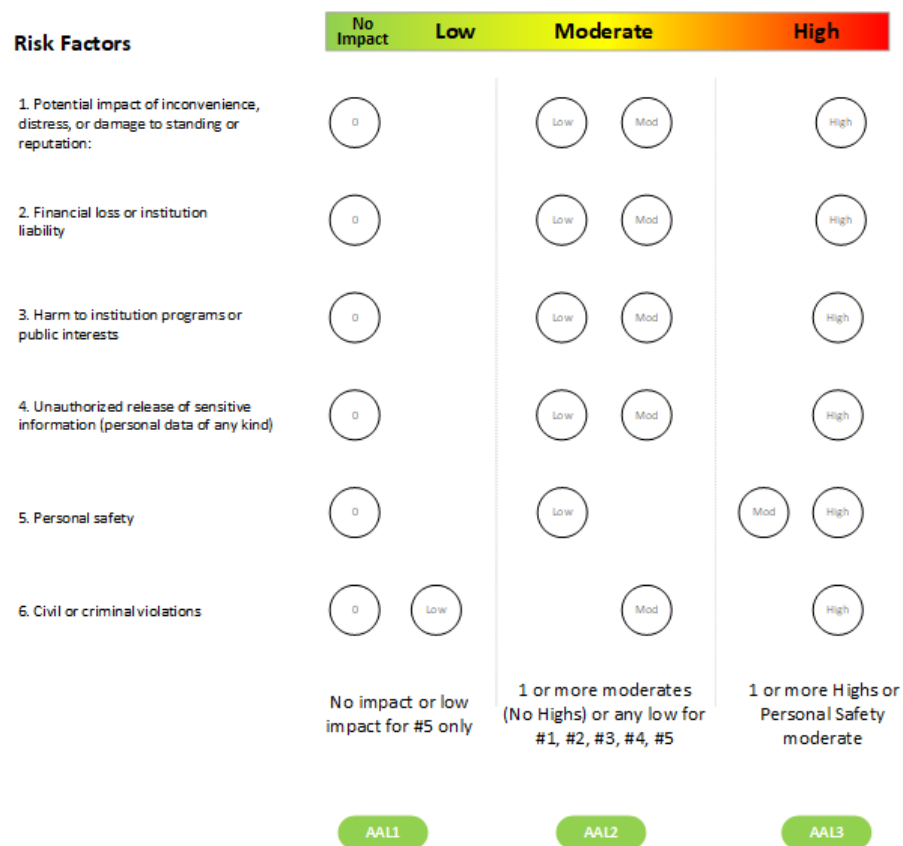 Risk Factors
No Impact Low Moderate High
1. Potential impact of inconvenience,
distress, or damage to standing or
reputation:
0 Low Mod High
2. Financial loss or institution
liability
0 Low Mod High
3. Harm to institution programs or
public interests
0 Low Mod High
4. Unauthorized release of sensitive
information (personal data of any kind)
0 Low Mod High
5. Personal safety
0 Low Mod High
6. Civil or criminal violations
0 Low Mod High
No impact or low
impact for #5 only
1 or more moderates
(No Highs) or any low for
#1, #2, #3, #4, #5
1 or more Highs or
Personal Safety
moderate
AAL1 AAL2 AAL3